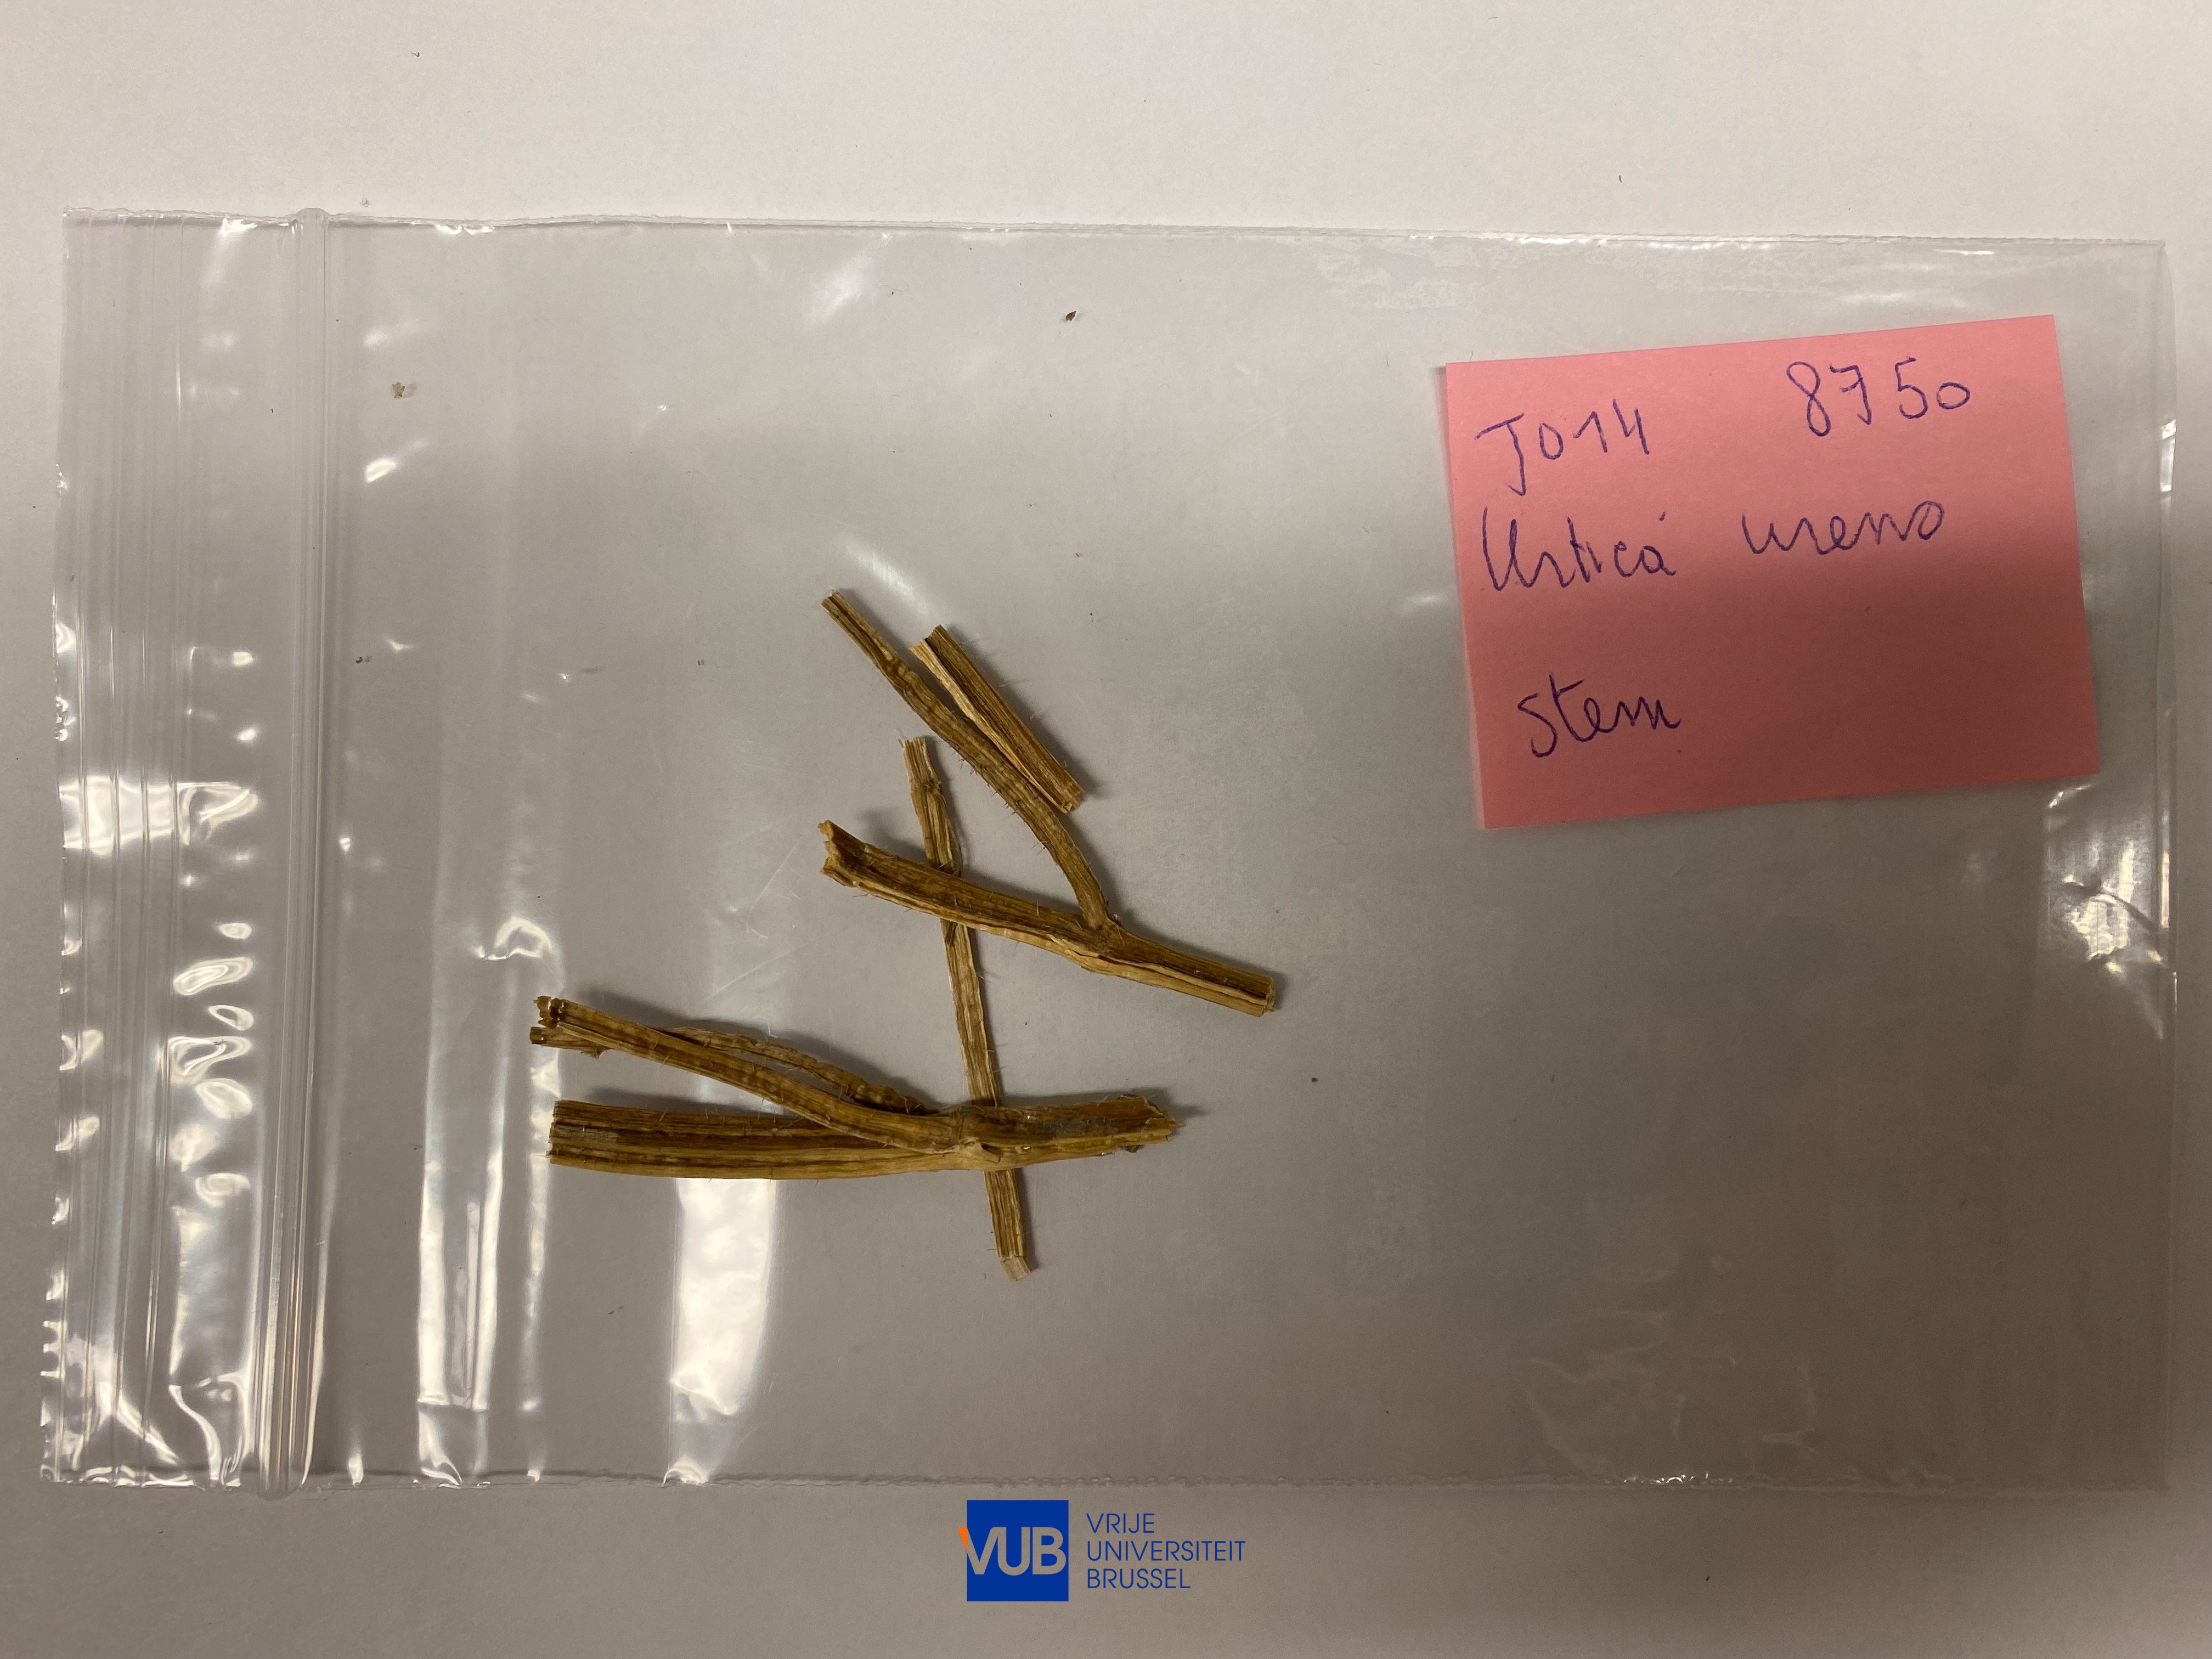 J014 8750
Urtica urens
stem
VUB
VRIJE
UNIVERSITEIT
BRUSSEL